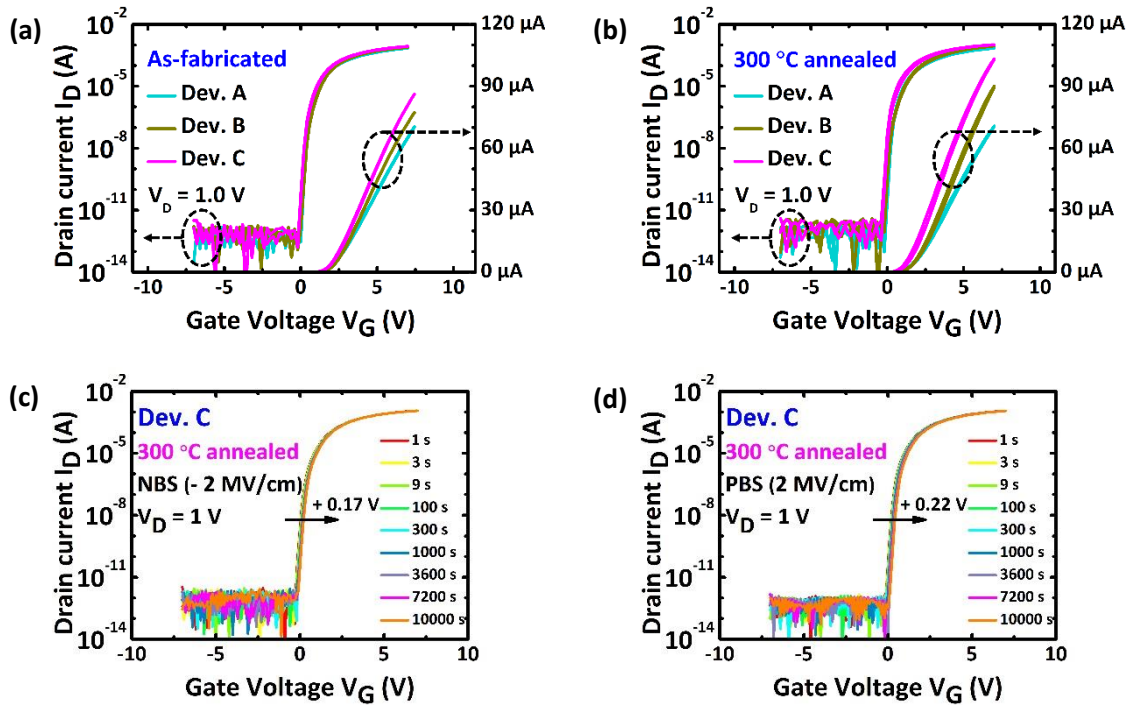 (a)
As-fabricated
Dev. A
Dev. B
Dev. C
V_D = 1.0 V
10^-2
10^-5
10^-8
10^-11
10^-14
120 μA
90 μA
60 μA
30 μA
0 μA
-10 -5 0 5 10
Drain current I_D (A)
Gate Voltage V_G (V)
(b)
300 °C annealed
Dev. A
Dev. B
Dev. C
V_D = 1.0 V
10^-2
10^-5
10^-8
10^-11
10^-14
120 μA
90 μA
60 μA
30 μA
0 μA
-10 -5 0 5 10
Drain current I_D (A)
Gate Voltage V_G (V)
(c)
Dev. C
300 °C annealed
NBS (- 2 MV/cm)
V_D = 1 V
+ 0.17 V
1 s
3 s
9 s
100 s
300 s
1000 s
3600 s
7200 s
10000 s
10^-2
10^-5
10^-8
10^-11
10^-14
-10 -5 0 5 10
Drain current I_D (A)
Gate Voltage V_G (V)
(d)
Dev. C
300 °C annealed
PBS (2 MV/cm)
V_D = 1 V
+ 0.22 V
1 s
3 s
9 s
100 s
300 s
1000 s
3600 s
7200 s
10000 s
10^-2
10^-5
10^-8
10^-11
10^-14
-10 -5 0 5 10
Drain current I_D (A)
Gate Voltage V_G (V)